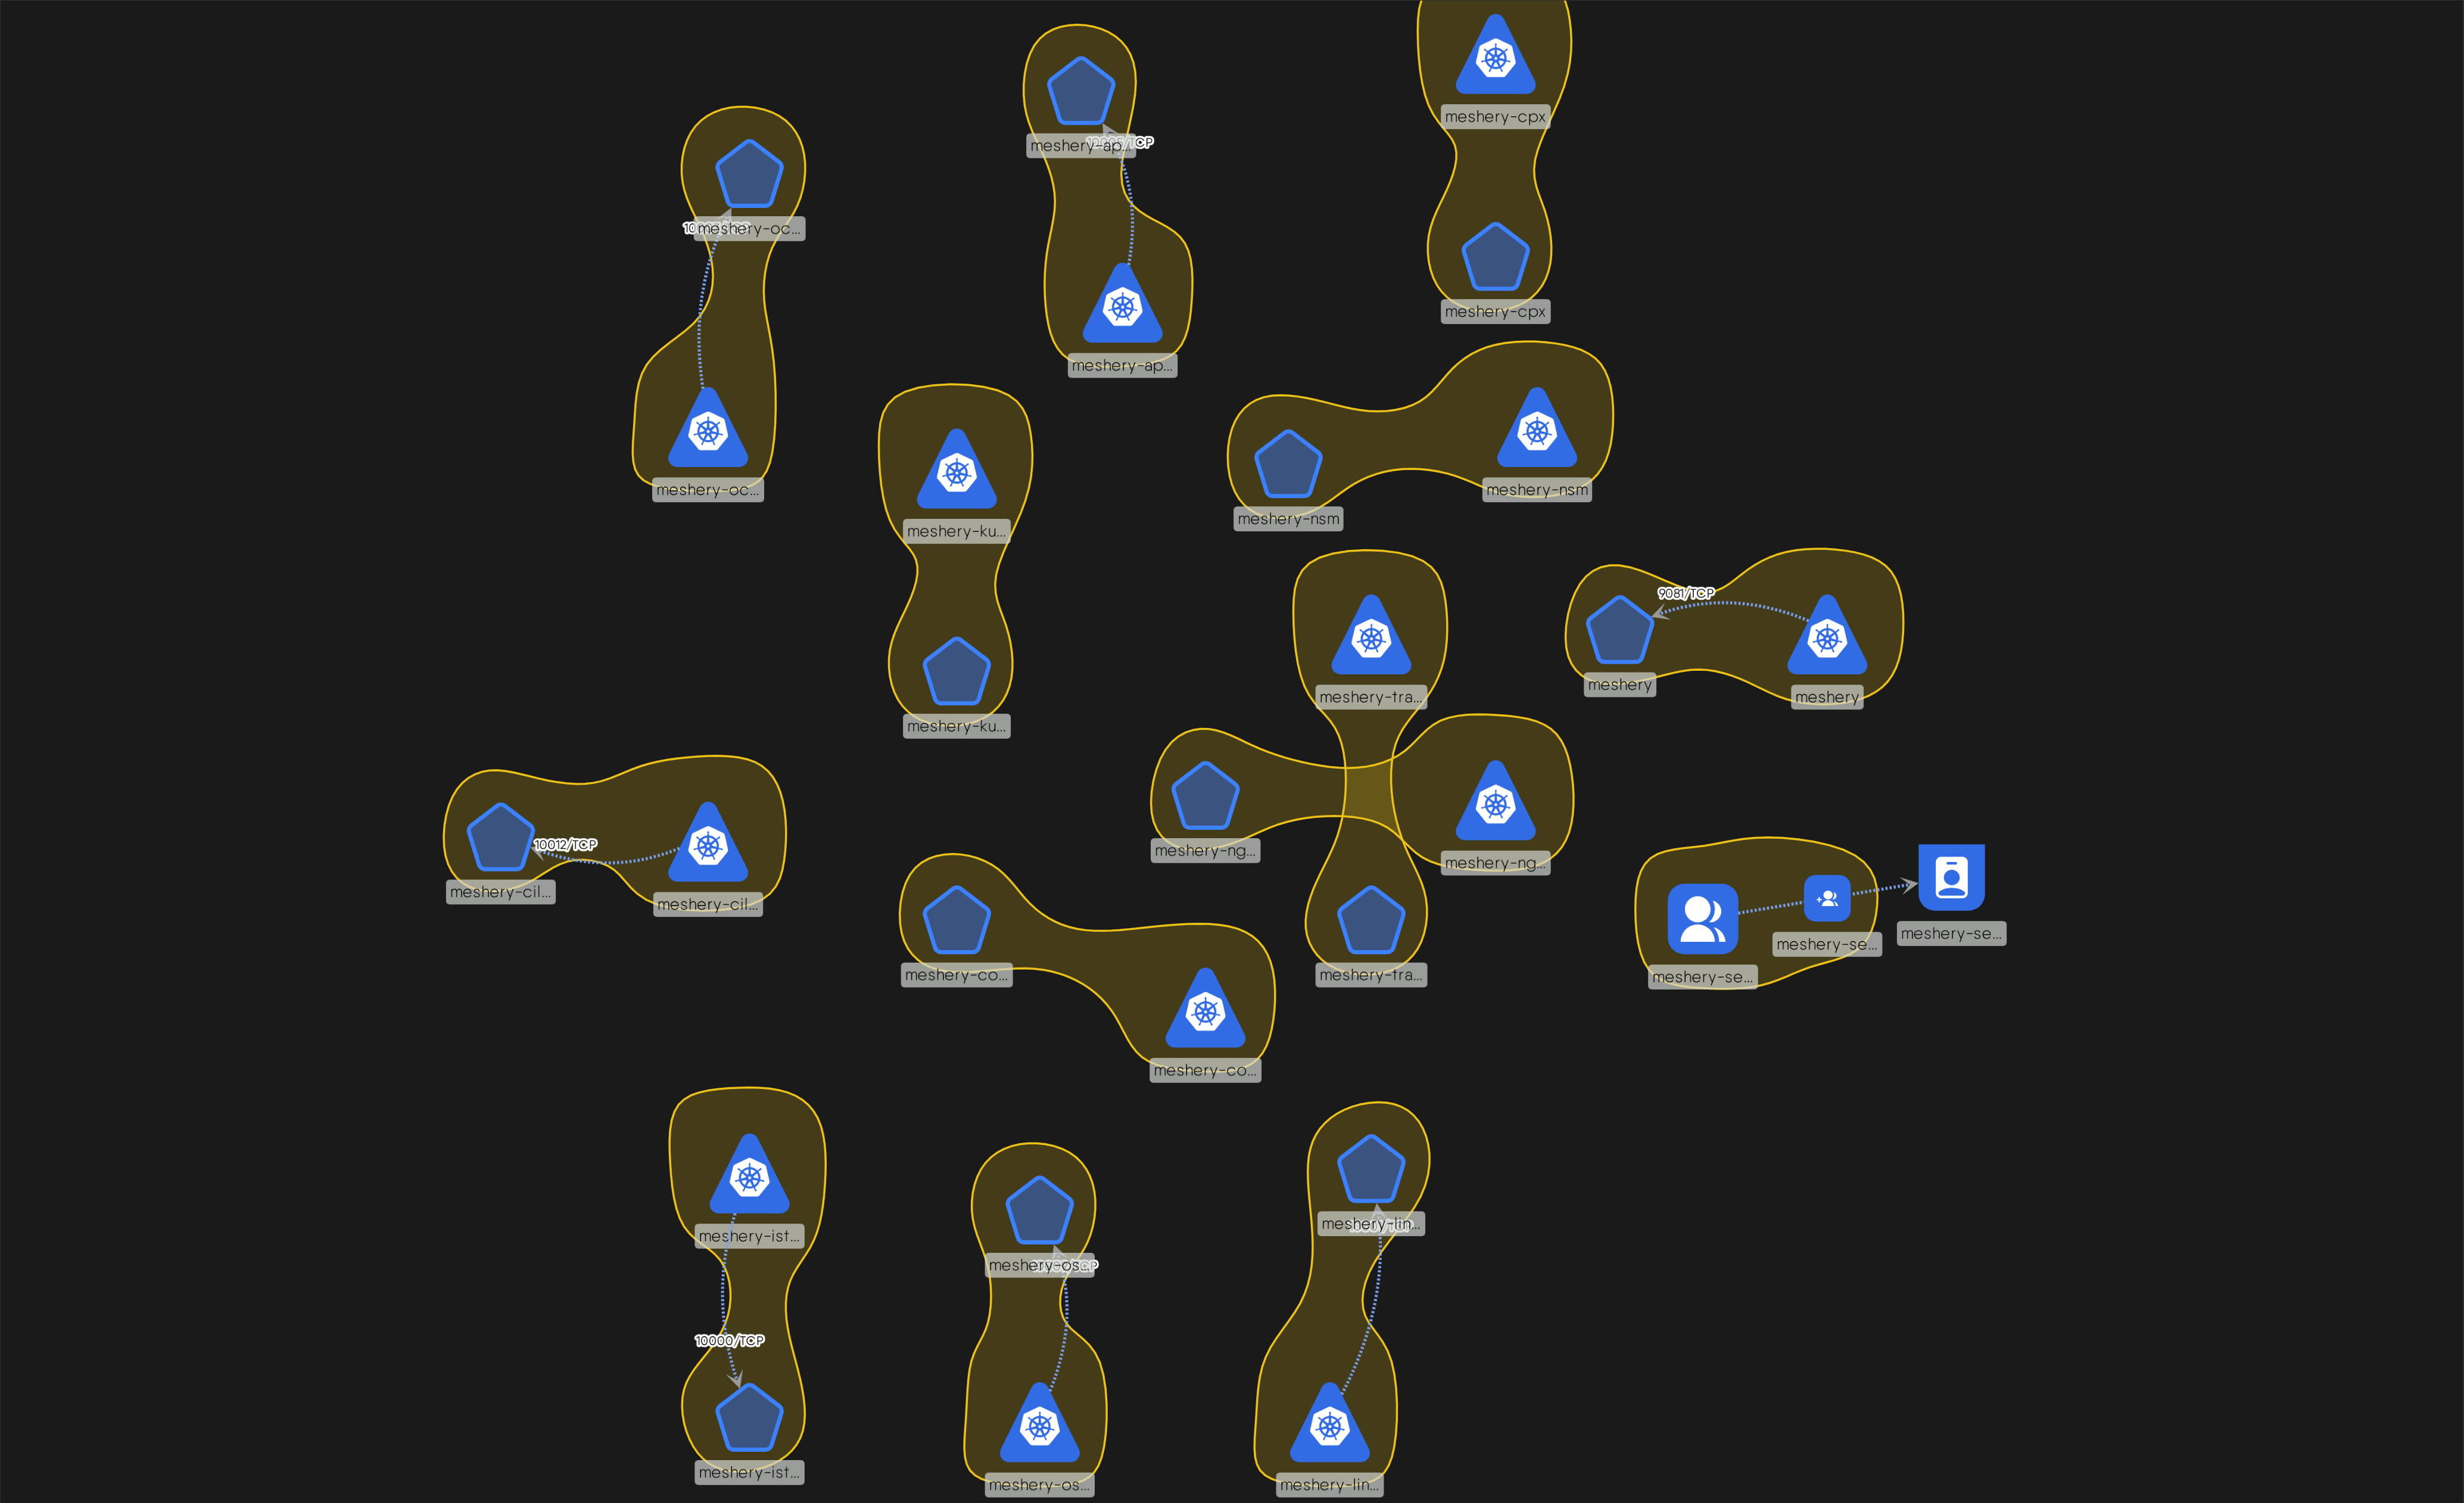 meshery-cpx
meshery-ap...
meshery-oc...
meshery-cpx
meshery-ap...
meshery-oc...
meshery-nsm
meshery-nsm
meshery-ku...
9081/TCP
meshery
meshery
meshery-tra...
meshery-ku...
10012/TCP
meshery-ng...
meshery-ng...
meshery-cil...
meshery-cil...
meshery-se...
meshery-se...
meshery-se...
meshery-co...
meshery-tra...
meshery-co...
meshery-lin...
meshery-ist...
meshery-os...
10000/TCP
meshery-ist...
meshery-os...
meshery-lin...